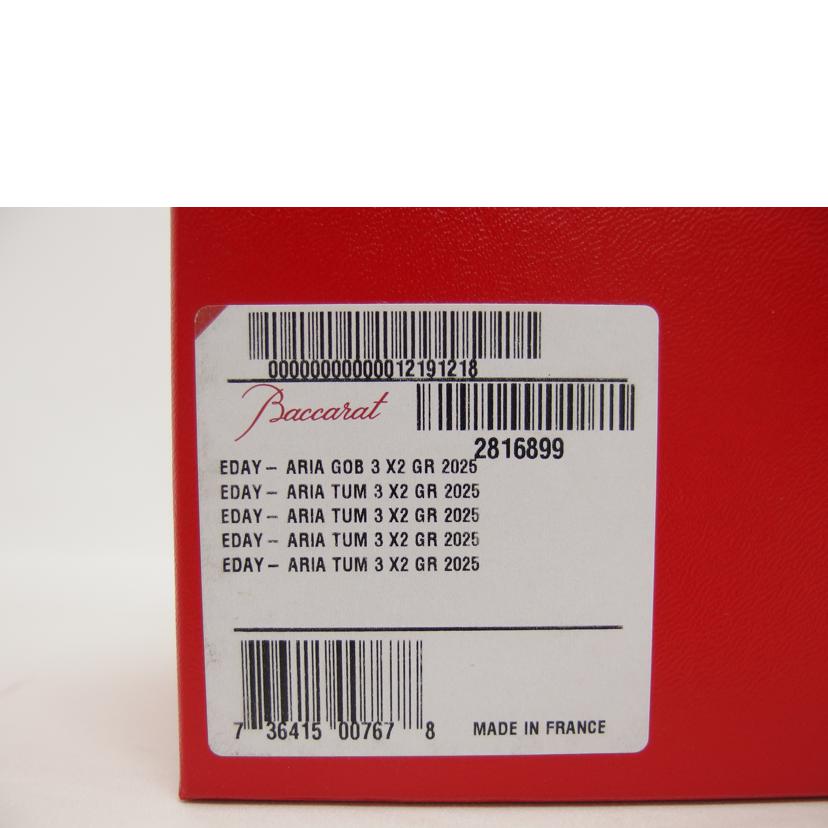 00000000000012191218
Baccarat
2816899
EDAY- ARIA GOB 3 X2 GR 2025
EDAY- ARIA TUM 3 X2 GR 2025
EDAY- ARIA TUM 3 X2 GR 2025
EDAY- ARIA TUM 3 X2 GR 2025
EDAY- ARIA TUM 3 X2 GR 2025
7 36415 00767 8 MADE IN FRANCE